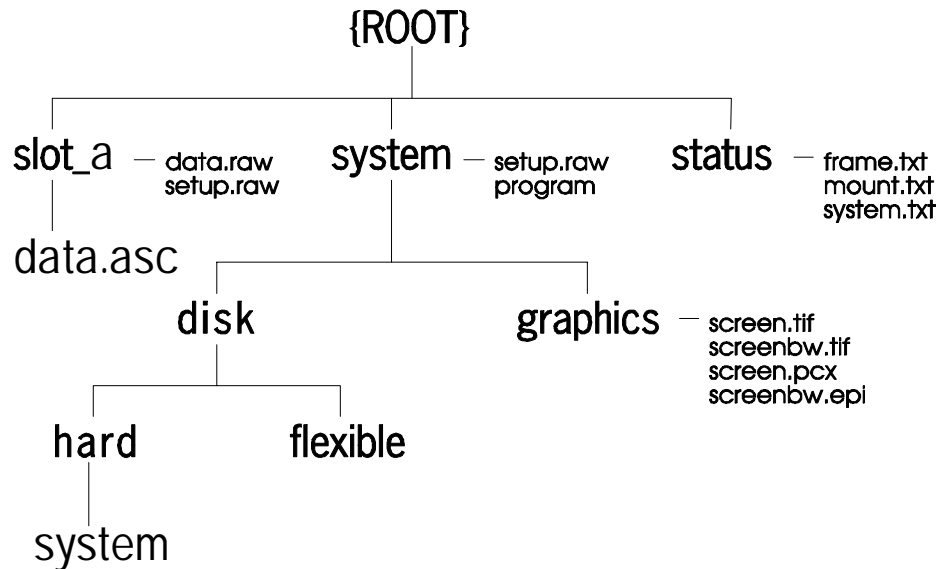 {ROOT}
slot_a
data.raw
setup.raw
system
setup.raw
program
status
frame.txt
mount.txt
system.txt
data.asc
disk
graphics
screen.tif
screenbw.tif
screen.pcx
screenbw.epi
hard
flexible
system